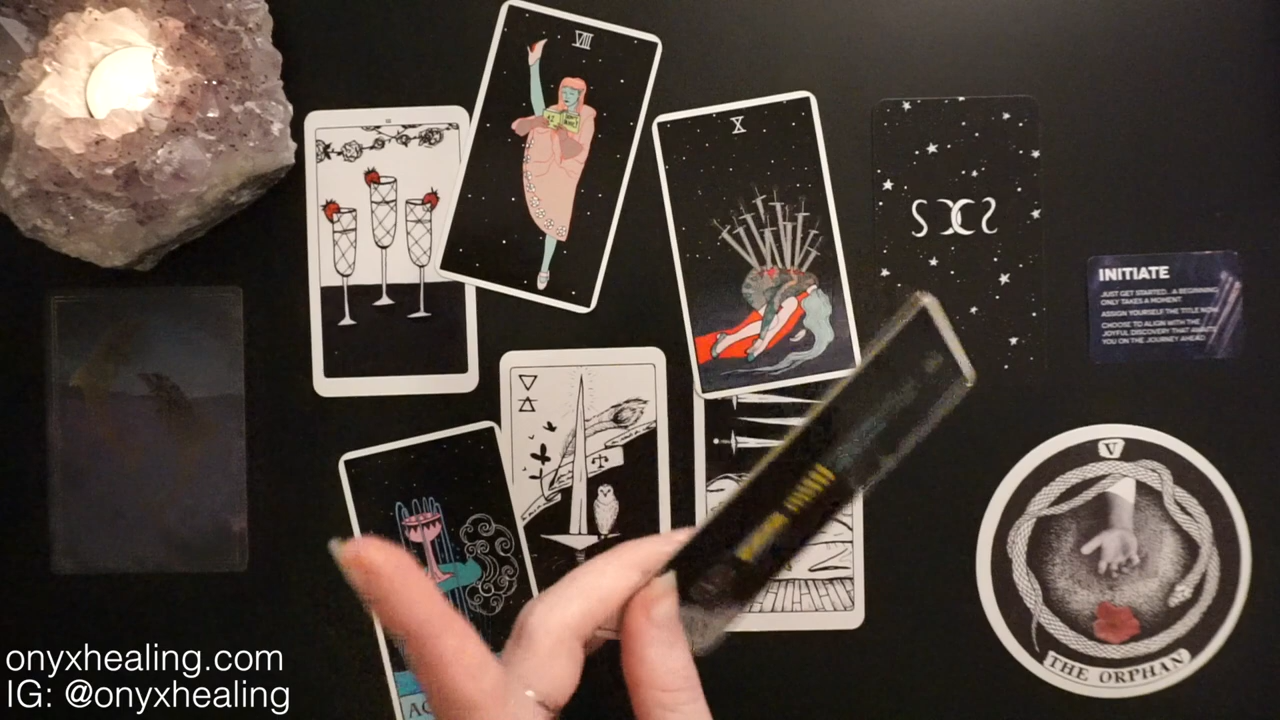 III
VIII
X
INITIATE
JUST GET STARTED. A BEGINNING
ONLY TAKES A MOMENT.
ASSIGN YOURSELF THE TITLE NOW.
CHOOSE TO ALIGN WITH THE
JOYFUL DISCOVERY THAT AWAITS
YOU ON THE JOURNEY AHEAD.
V
THE ORPHAN
onyxhealing.com
IG: @onyxhealing